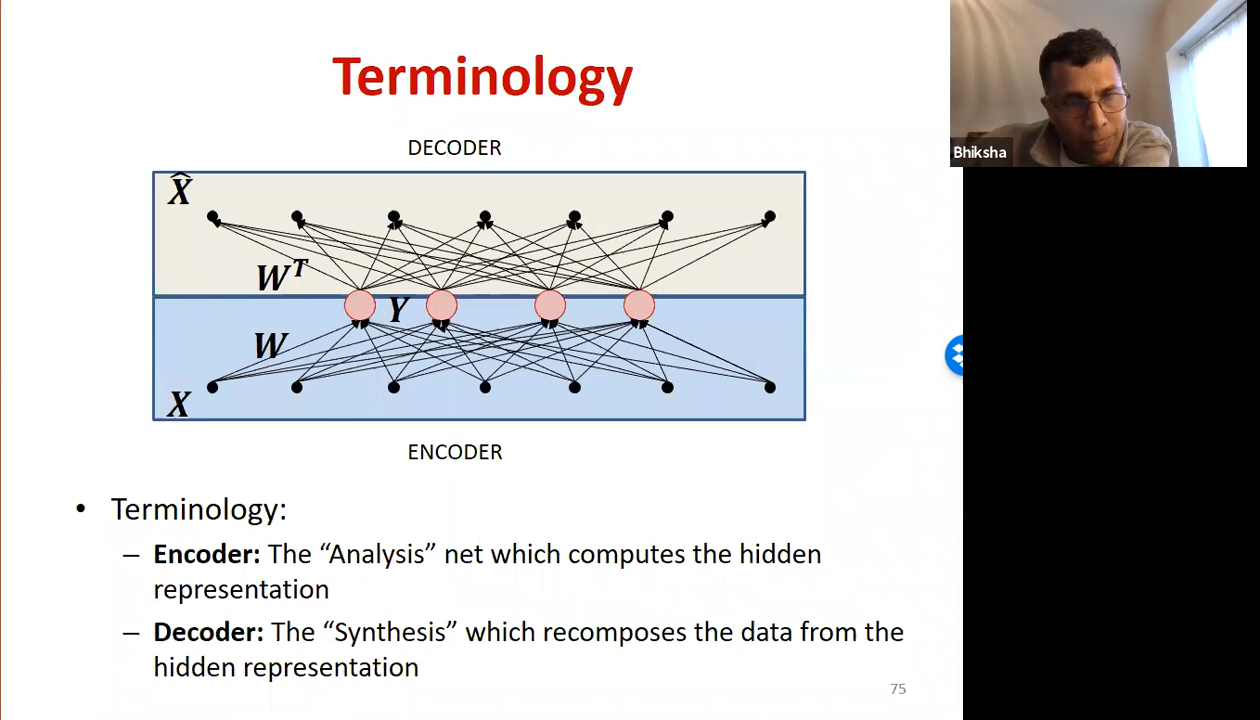 Terminology
DECODER
X̂
W^T
Y
W
X
ENCODER
• Terminology:
– Encoder: The “Analysis” net which computes the hidden
representation
– Decoder: The “Synthesis” which recomposes the data from the
hidden representation
75
Bhiksha